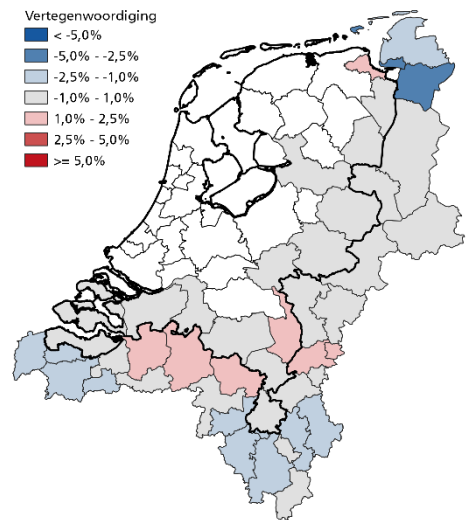 Vertegenwoordiging
< -5,0%
-5,0% - -2,5%
-2,5% - -1,0%
-1,0% - 1,0%
1,0% - 2,5%
2,5% - 5,0%
>= 5,0%